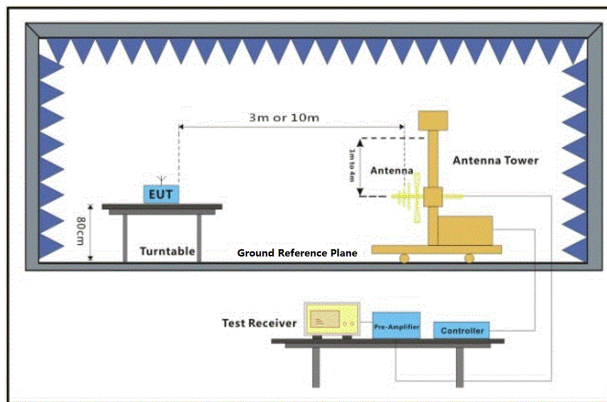 3m or 10m
1m to 4m
Antenna
Antenna Tower
EUT
80cm
Turntable
Ground Reference Plane
Test Receiver
Pre-Amplifier
Controller